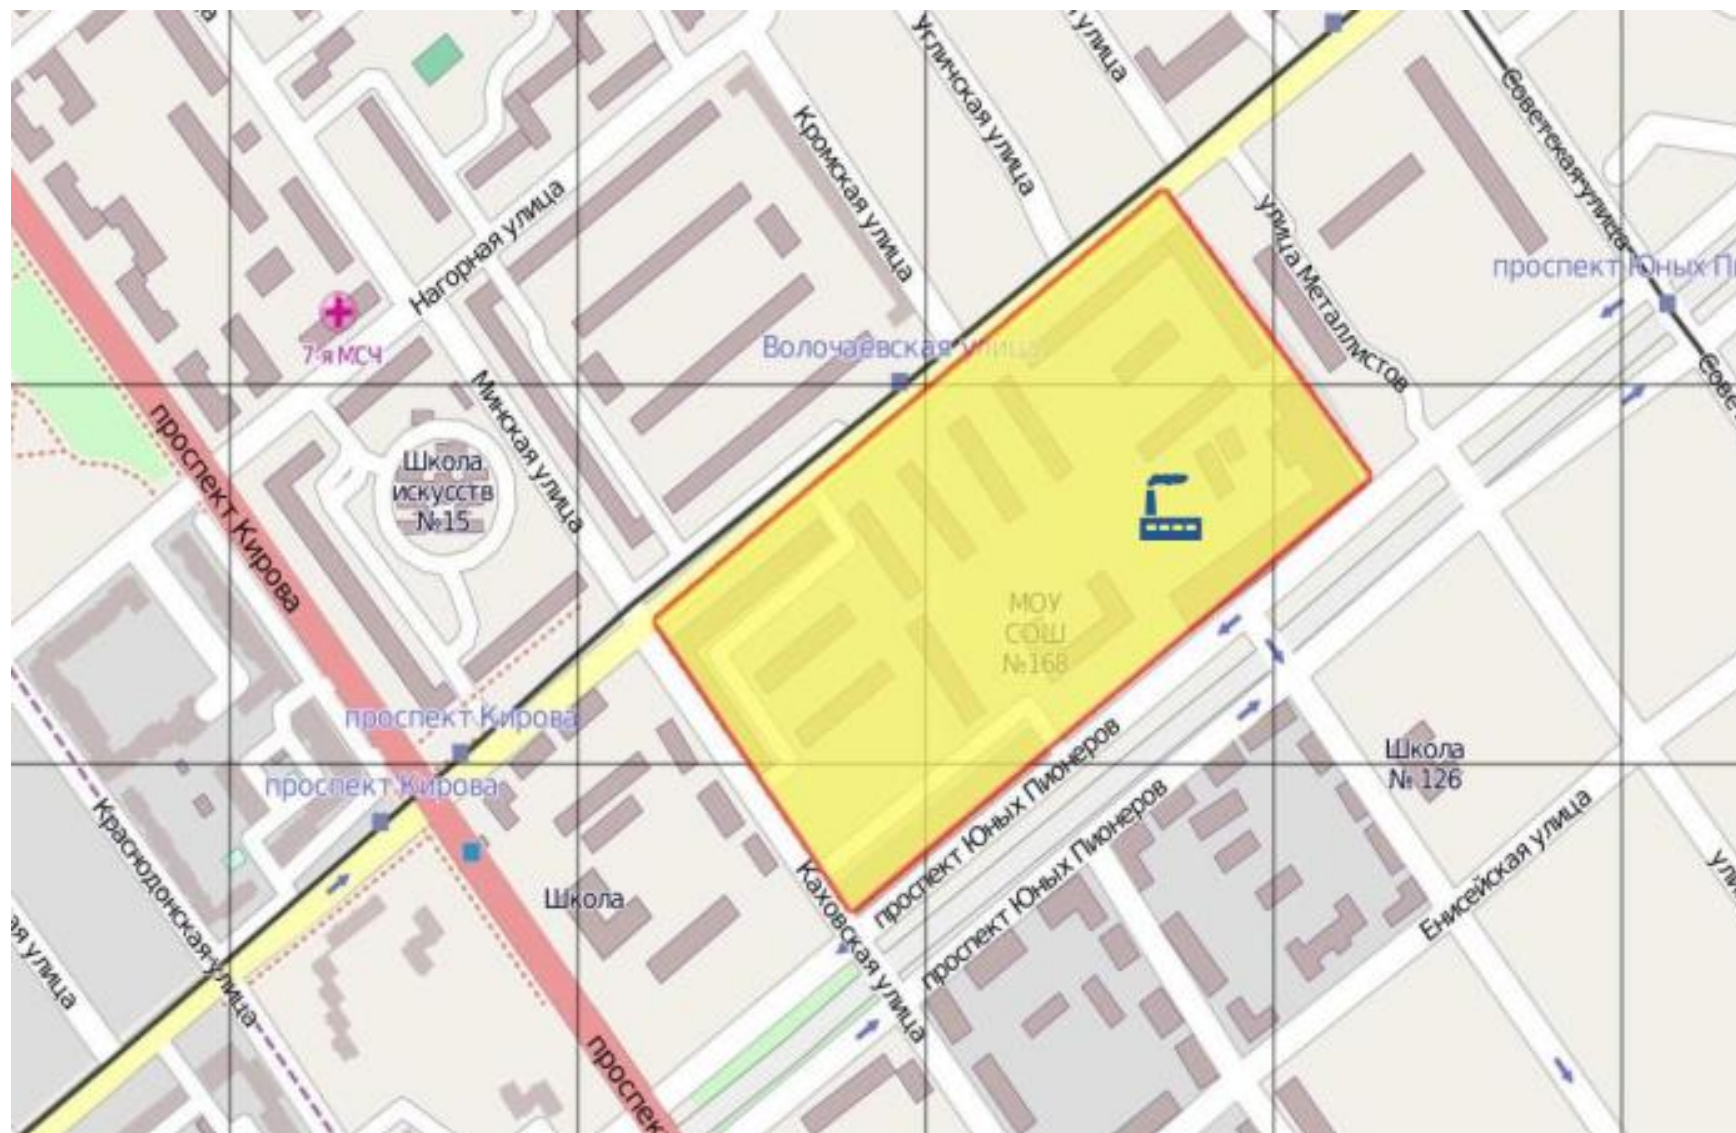 Угличская улица
улица
Советская улица
Кромская улица
Нагорная улица
улица Металлистов
проспект Юных
7-я МСЧ
Волочаевская улица
Минская улица
проспект Кирова
Школа
искусств
№15
МОУ
СОШ
№168
проспект Кирова
проспект Кирова
Школа
№ 126
проспект Юных Пионеров
проспект Юных Пионеров
Краснодонская улица
Школа
Каховская улица
Енисейская улица
улица